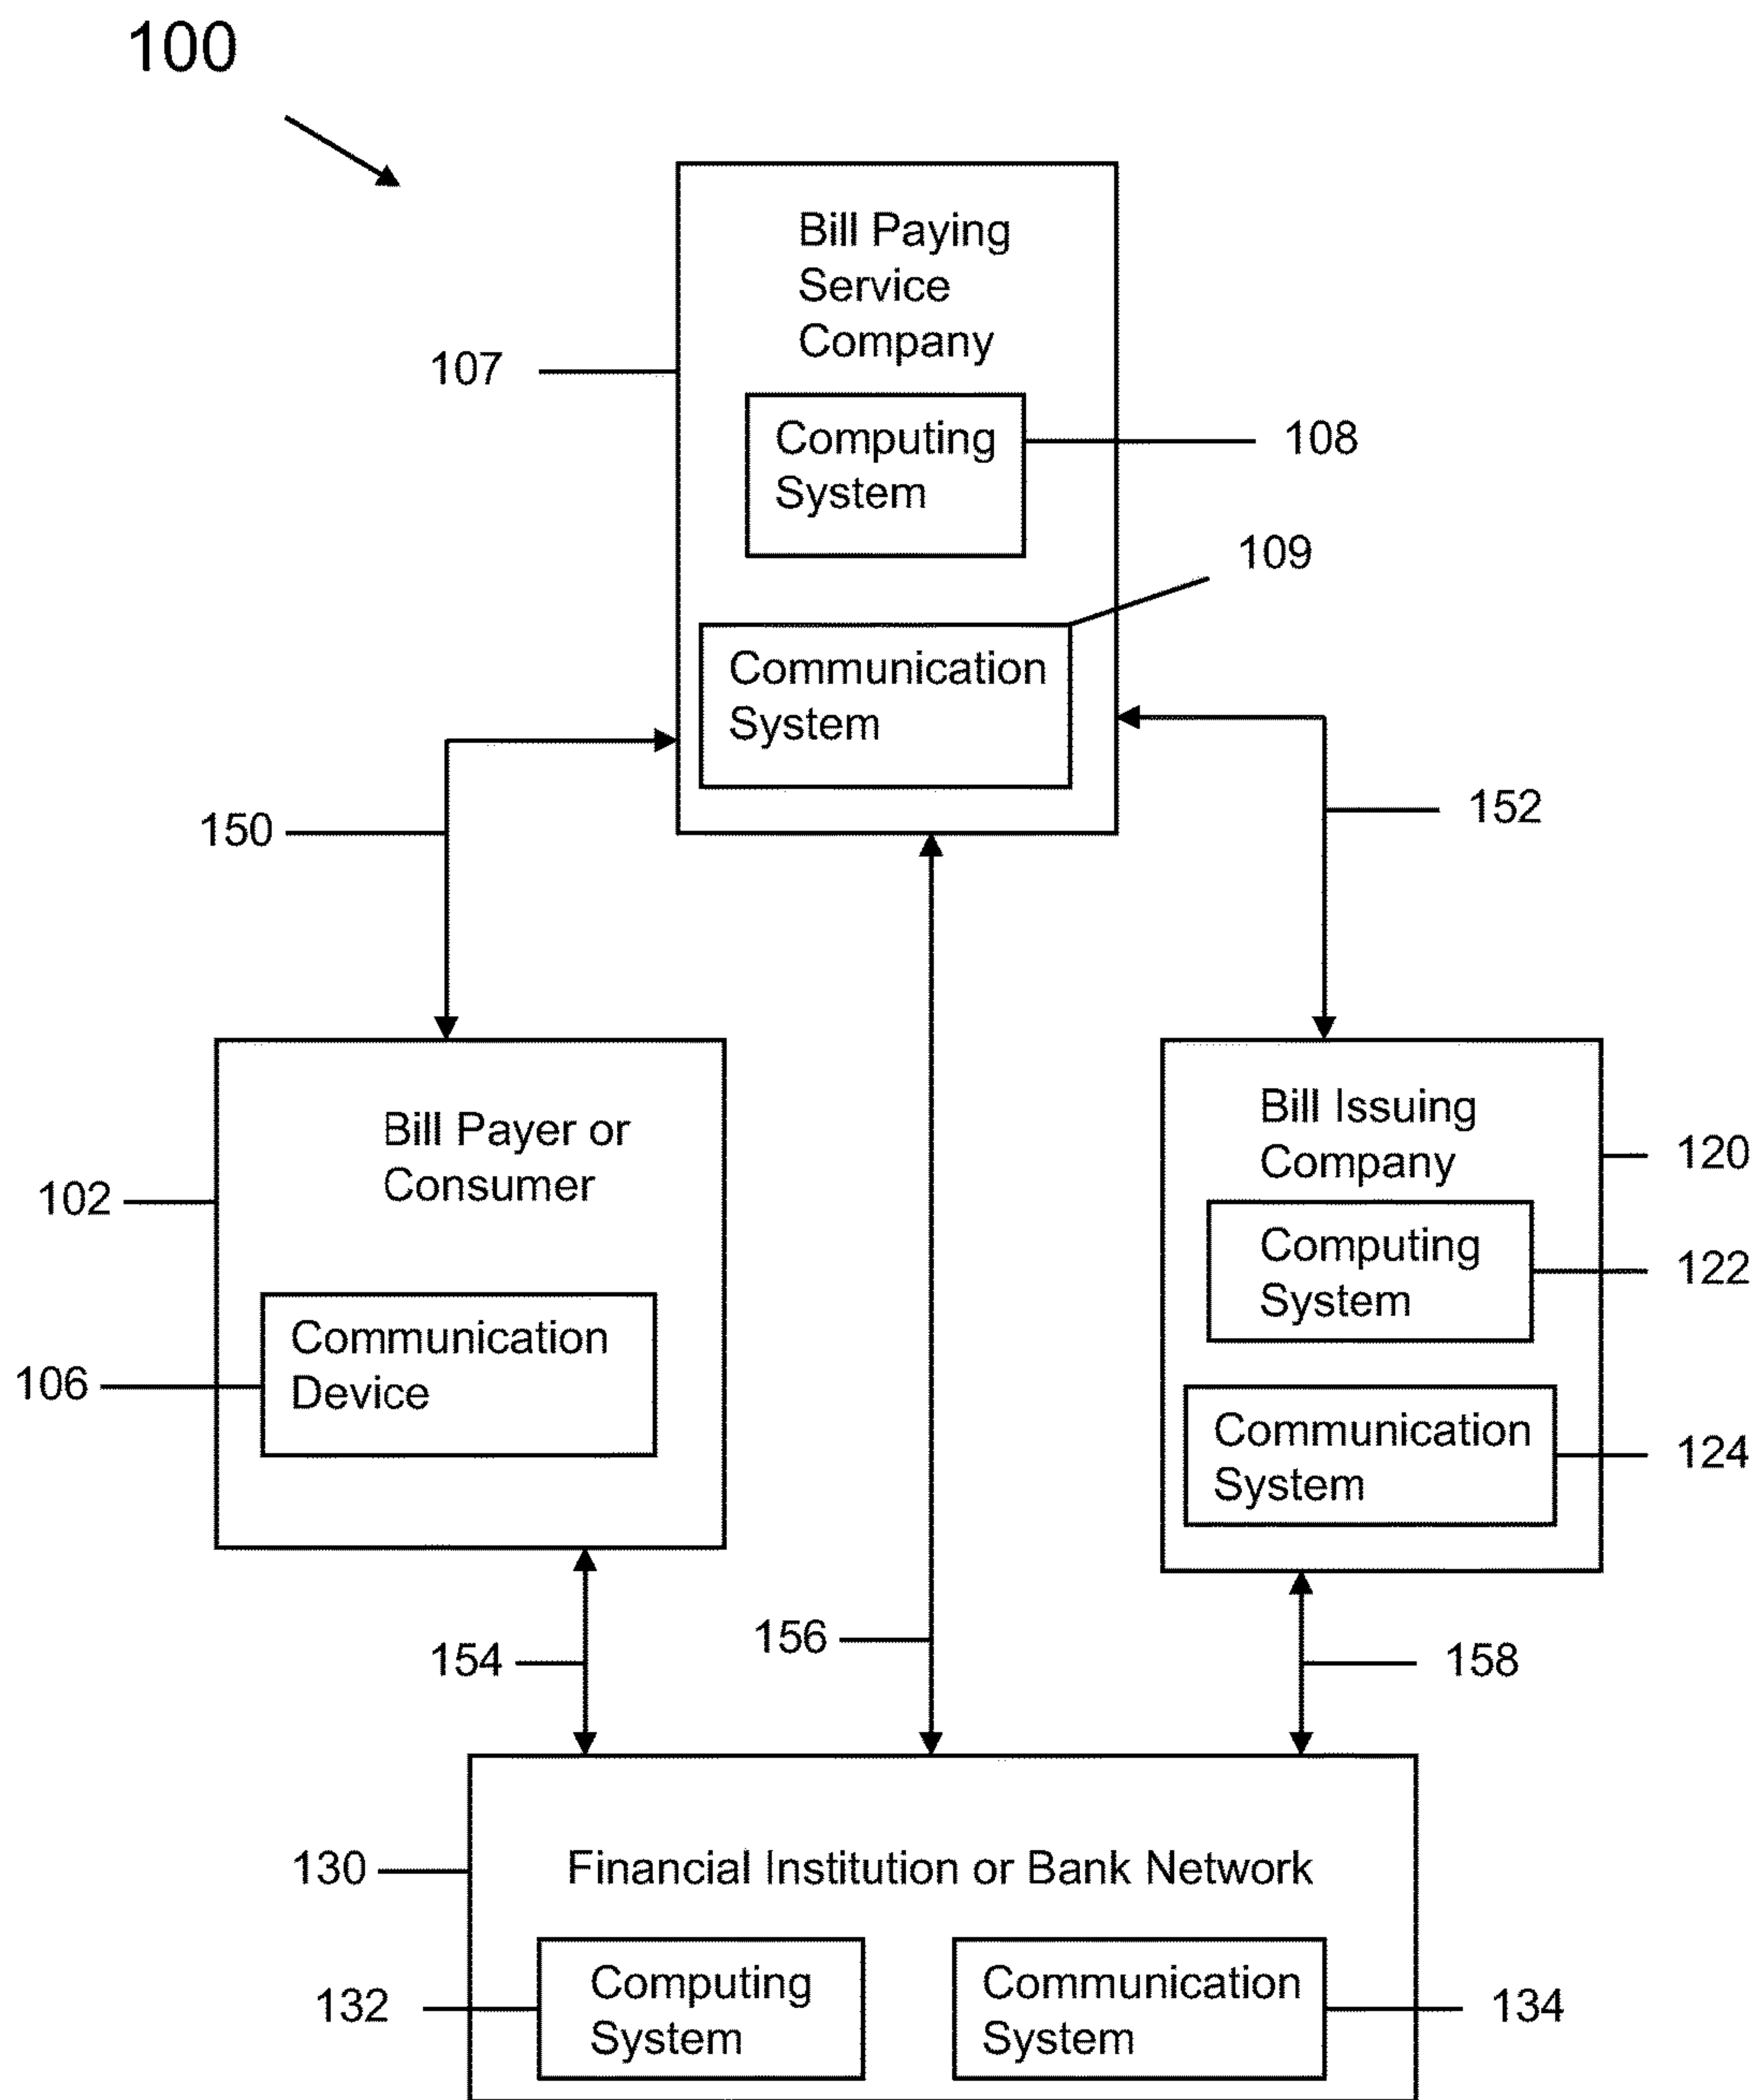 100
Bill Paying
Service
Company
107
Computing
System
108
109
Communication
System
150
152
Bill Payer or
Consumer
102
Communication
Device
106
Bill Issuing
Company
120
Computing
System
122
Communication
System
124
154
156
158
130
Financial Institution or Bank Network
132
Computing
System
Communication
System
134